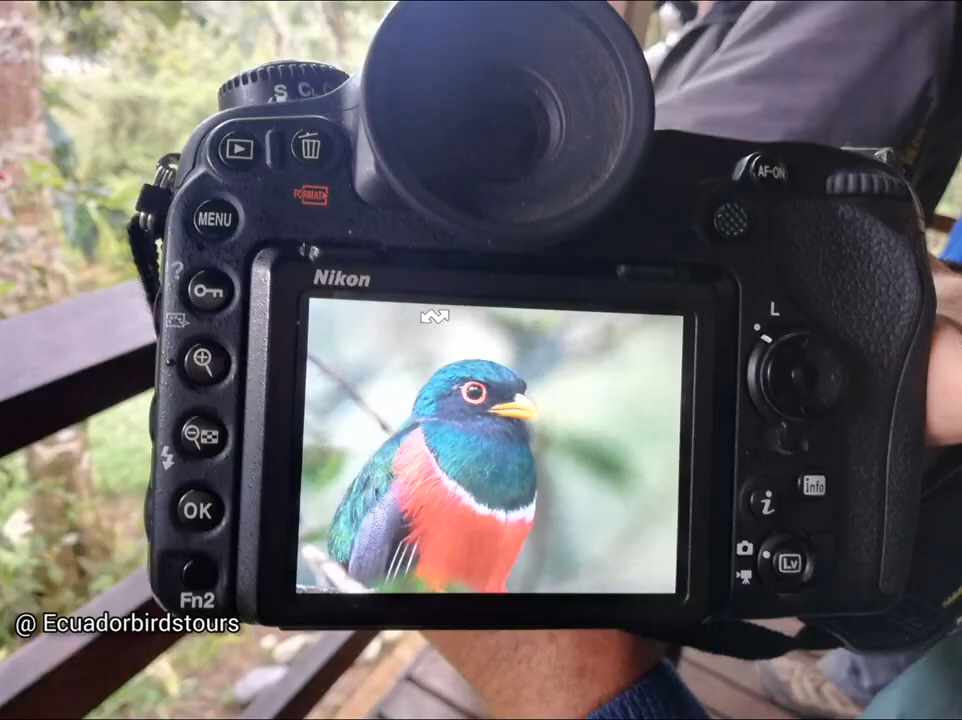 S C
FORMAT
AF-ON
MENU
?
Nikon
L
OK
info
i
Lv
Fn2
@ Ecuadorbirdstours